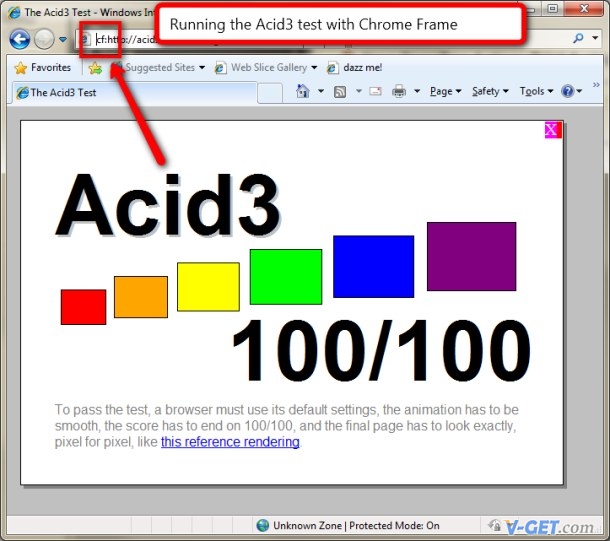 The Acid3 Test - Windows Int
Running the Acid3 test with Chrome Frame
cf:http://acid
Favorites
Suggested Sites
Web Slice Gallery
dazz me!
The Acid3 Test
Page
Safety
Tools
X
Acid3
100/100
To pass the test, a browser must use its default settings, the animation has to be
smooth, the score has to end on 100/100, and the final page has to look exactly,
pixel for pixel, like this reference rendering.
Unknown Zone | Protected Mode: On
V-GET.com